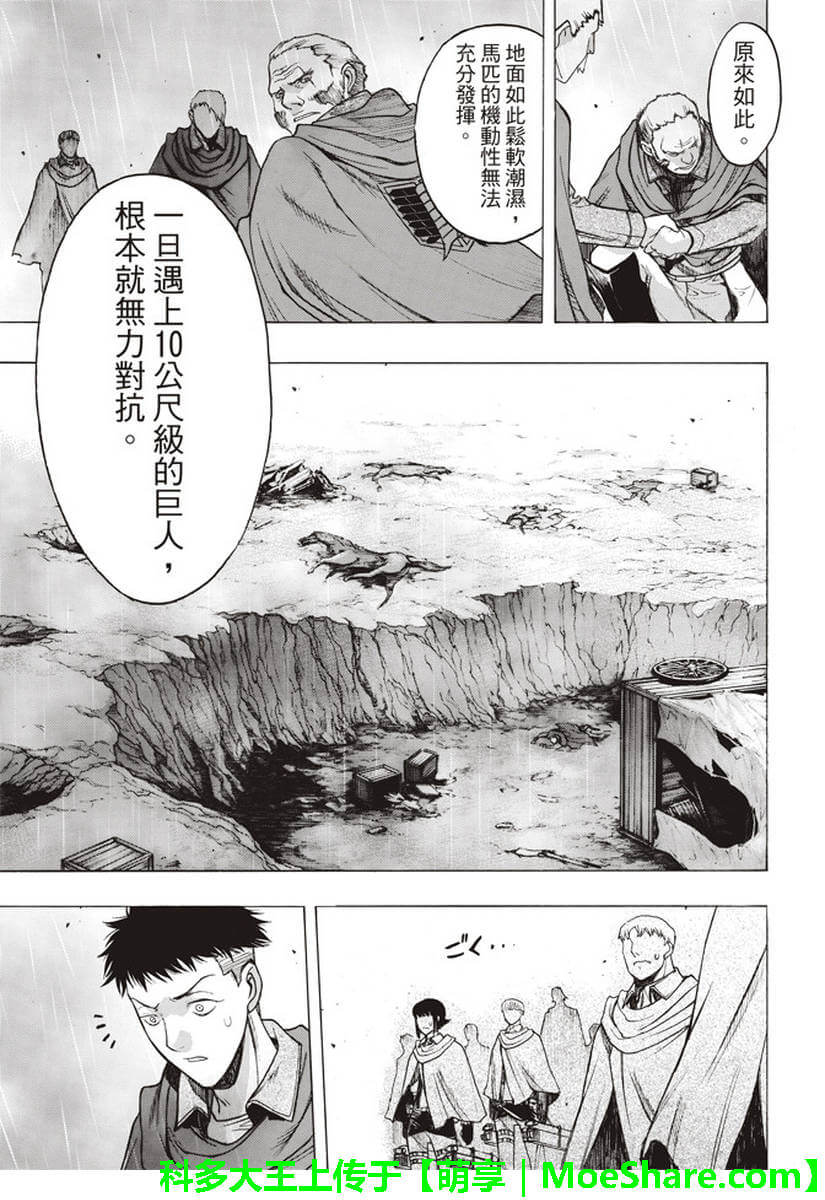 原來如此。
地面如此鬆軟潮濕，
馬匹的機動性無法
充分發揮。
一旦遇上10公尺級的巨人，
根本就無力對抗。
ごく・・・
科多大王上传于【萌享】MoeShare.com】